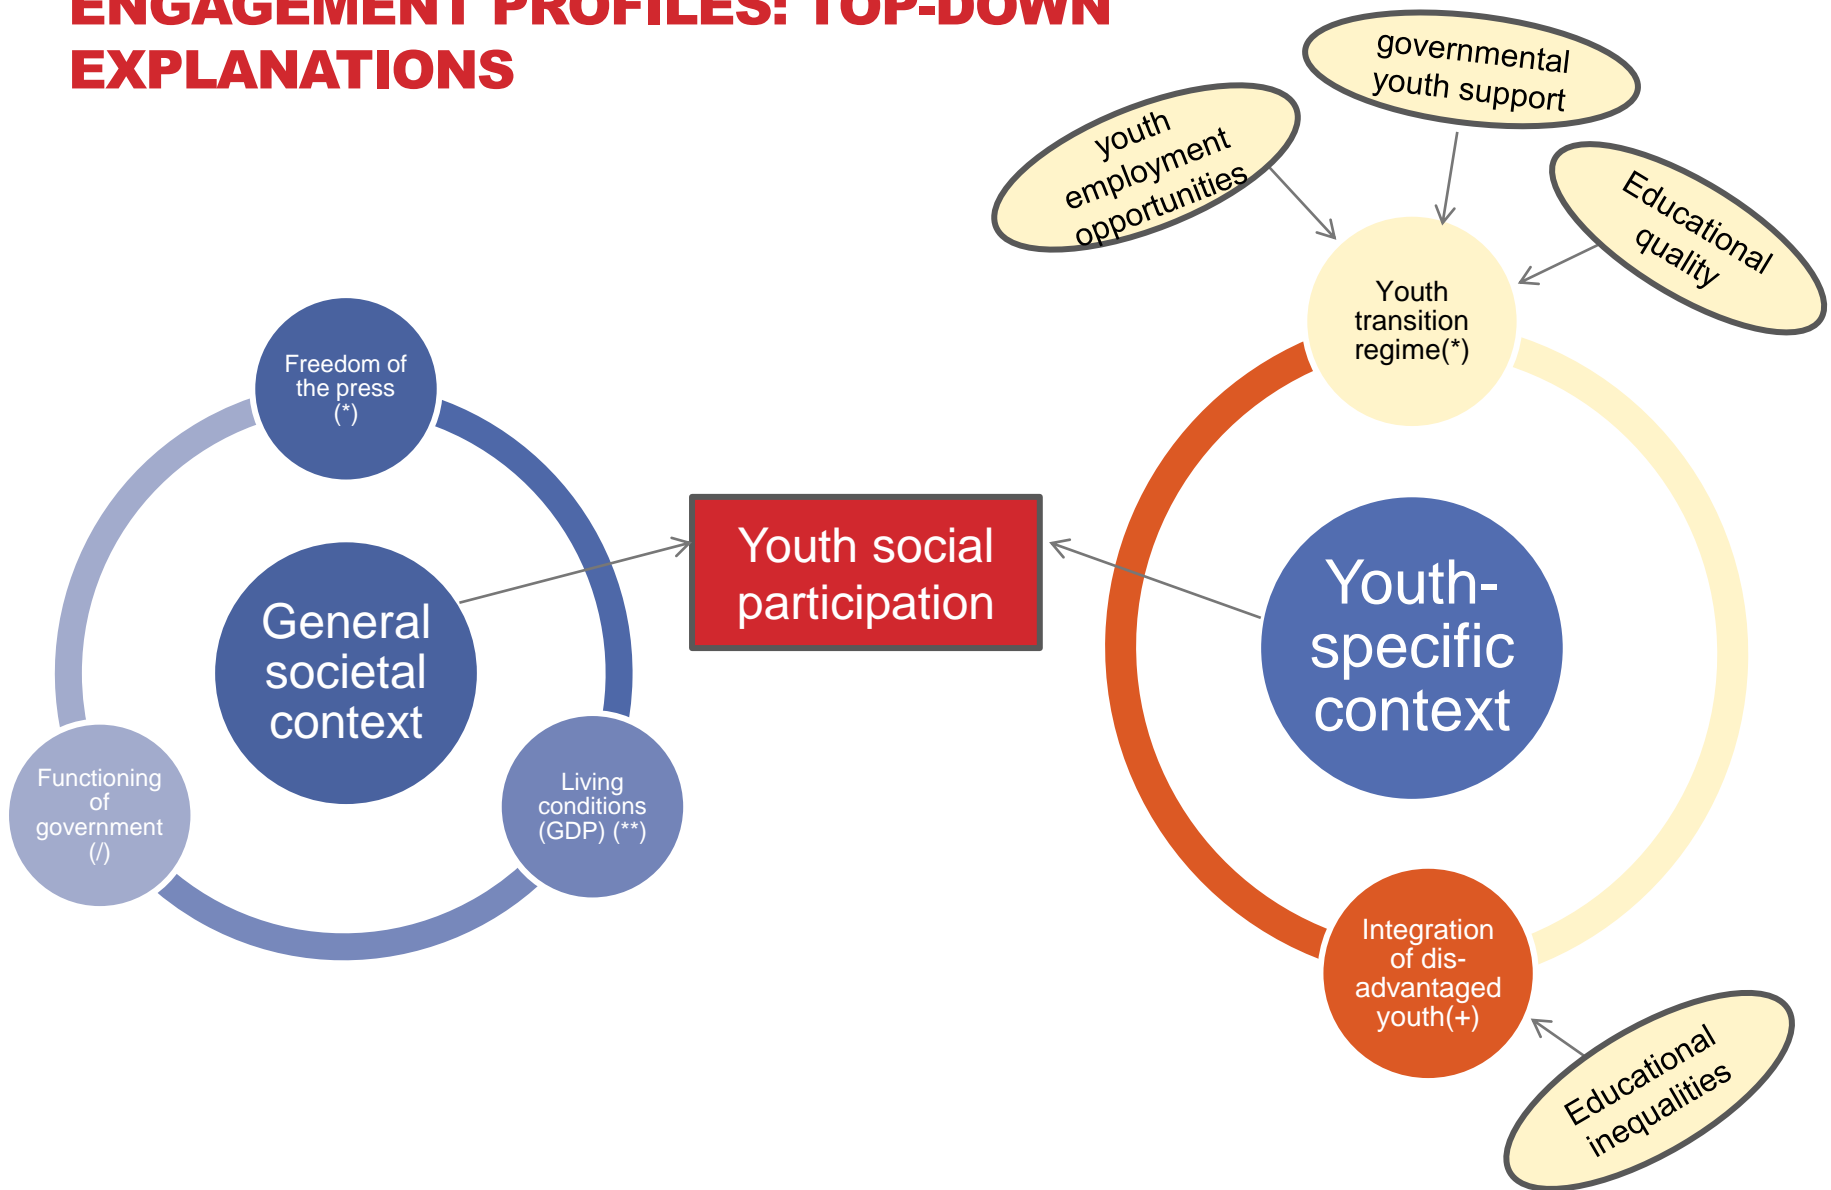 ENGAGEMENT PROFILES: TOP-DOWN
EXPLANATIONS
governmental
youth support
youth
employment
opportunities
Educational
quality
Youth
transition
regime(*)
Freedom of
the press
(*)
General
societal
context
Functioning
of
government
(/)
Living
conditions
(GDP) (**)
Youth social
participation
Youth-
specific
context
Integration
of dis-
advantaged
youth(+)
Educational
inequalities